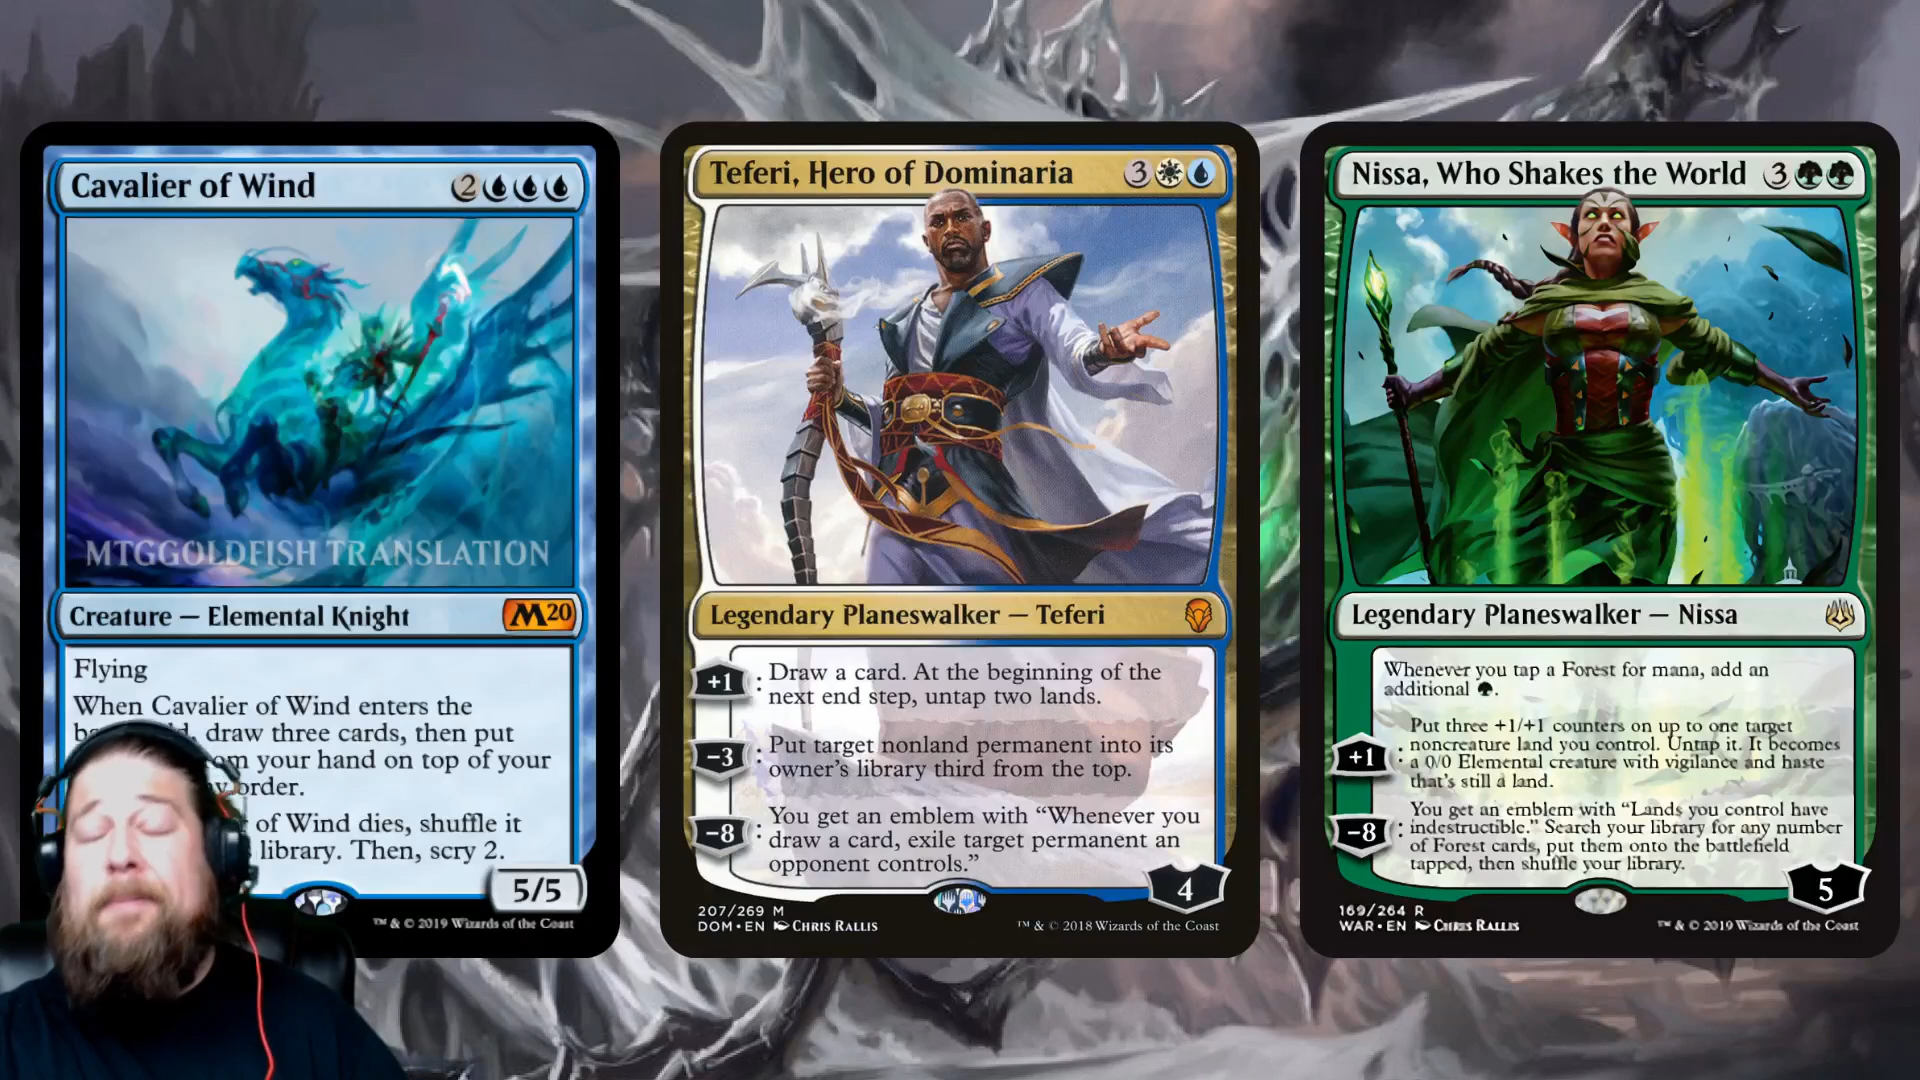 Cavalier of Wind 2
MTGGOLDFISH TRANSLATION
Creature — Elemental Knight M20
Flying
When Cavalier of Wind enters the
draw three cards, then put
your hand on top of your
order.
of Wind dies, shuffle it
library. Then, scry 2.
5/5
™ & © 2019 Wizards of the Coast
Teferi, Hero of Dominaria 3
Legendary Planeswalker — Teferi
+1 : Draw a card. At the beginning of the
next end step, untap two lands.
−3 : Put target nonland permanent into its
owner's library third from the top.
−8 : You get an emblem with “Whenever you
draw a card, exile target permanent an
opponent controls.”
4
207/269 M
DOM • EN Chris Rallis ™ & © 2018 Wizards of the Coast
Nissa, Who Shakes the World 3
Legendary Planeswalker — Nissa
Whenever you tap a Forest for mana, add an
additional .
+1 : Put three +1/+1 counters on up to one target
noncreature land you control. Untap it. It becomes
a 0/0 Elemental creature with vigilance and haste
that's still a land.
−8 : You get an emblem with “Lands you control have
indestructible.” Search your library for any number
of Forest cards, put them onto the battlefield
tapped, then shuffle your library.
5
169/264 R
WAR • EN Chris Rallis ™ & © 2019 Wizards of the Coast